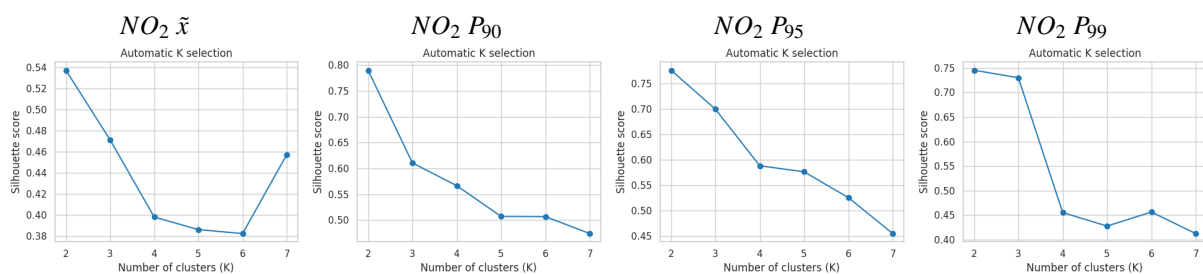 NO₂ x̃
Automatic K selection
Silhouette score
0.54
0.52
0.50
0.48
0.46
0.44
0.42
0.40
0.38
2 3 4 5 6 7
Number of clusters (K)
NO₂ P₉₀
Automatic K selection
Silhouette score
0.80
0.75
0.70
0.65
0.60
0.55
0.50
2 3 4 5 6 7
Number of clusters (K)
NO₂ P₉₅
Automatic K selection
Silhouette score
0.75
0.70
0.65
0.60
0.55
0.50
0.45
2 3 4 5 6 7
Number of clusters (K)
NO₂ P₉₉
Automatic K selection
Silhouette score
0.75
0.70
0.65
0.60
0.55
0.50
0.45
0.40
2 3 4 5 6 7
Number of clusters (K)